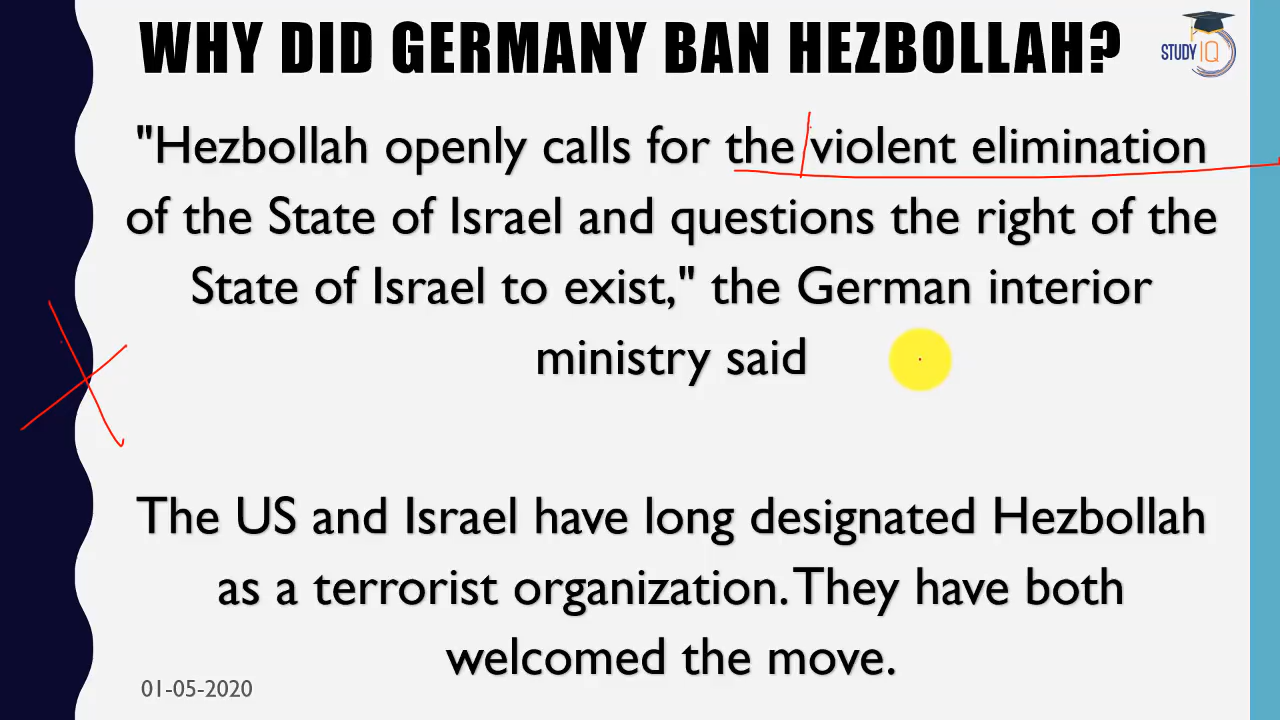 WHY DID GERMANY BAN HEZBOLLAH?
STUDY IQ
"Hezbollah openly calls for the violent elimination
of the State of Israel and questions the right of the
State of Israel to exist," the German interior
ministry said
The US and Israel have long designated Hezbollah
as a terrorist organization. They have both
welcomed the move.
01-05-2020